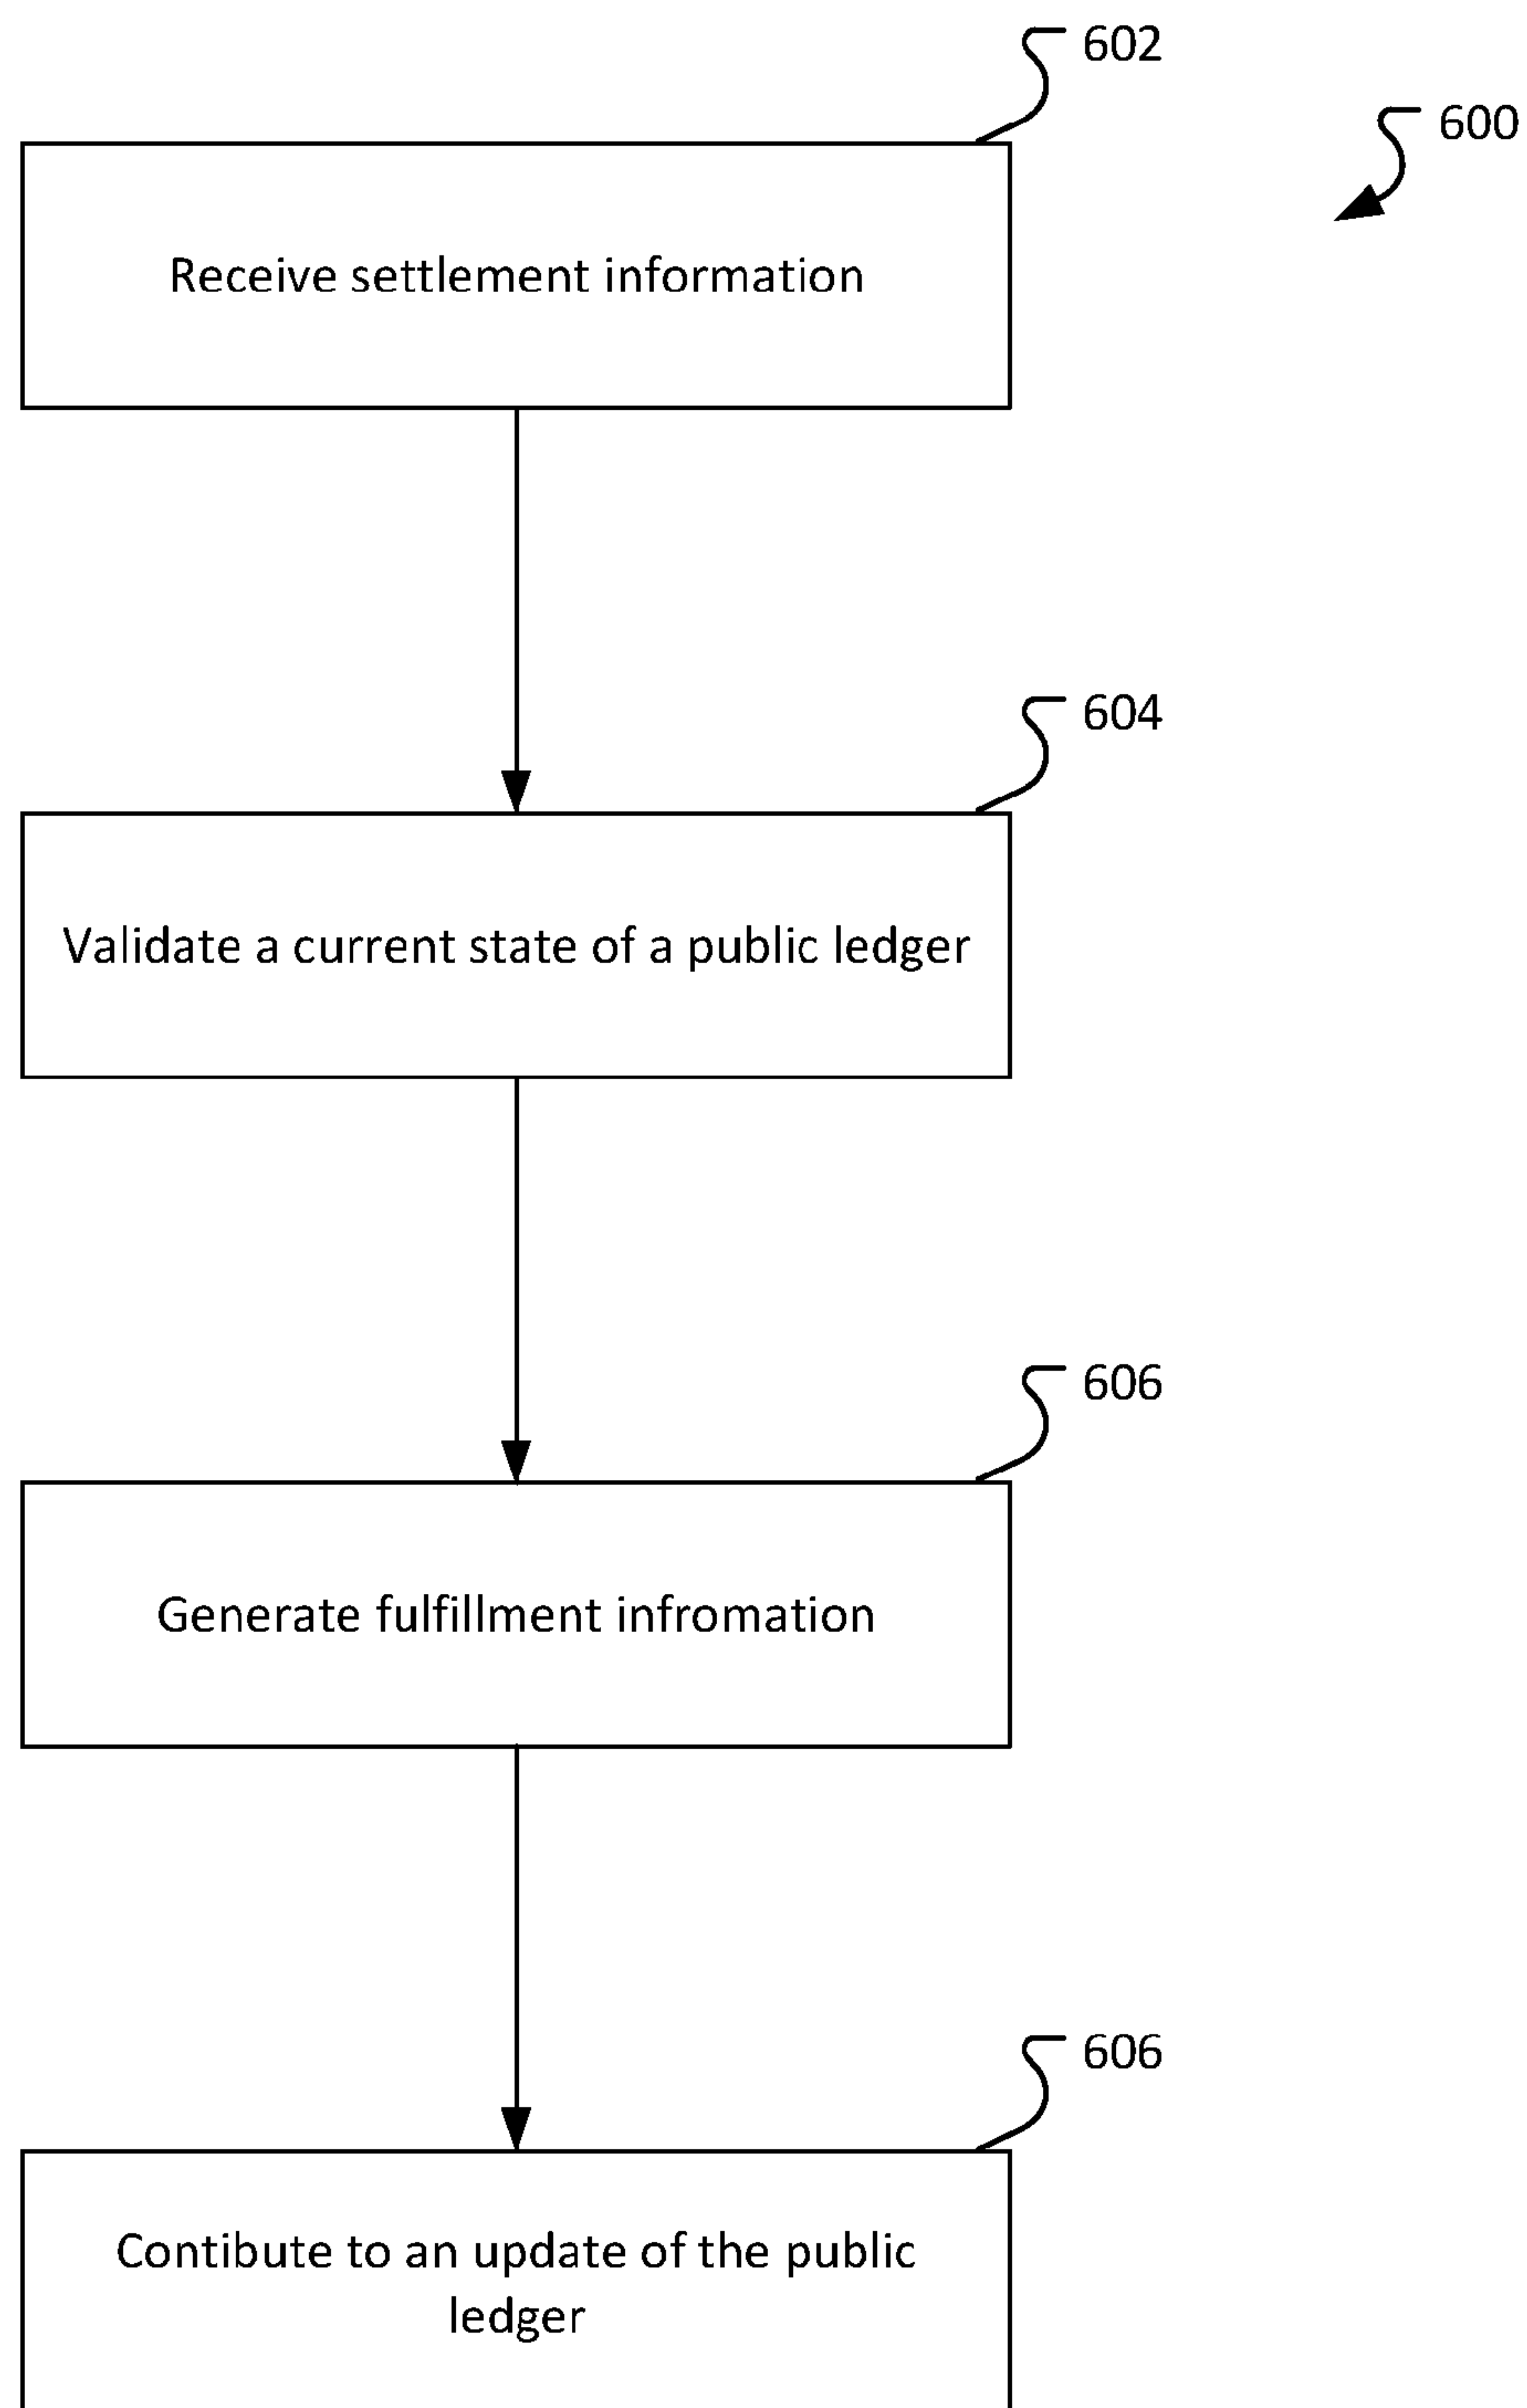 602
600
Receive settlement information
604
Validate a current state of a public ledger
606
Generate fulfillment infromation
606
Contibute to an update of the public
ledger